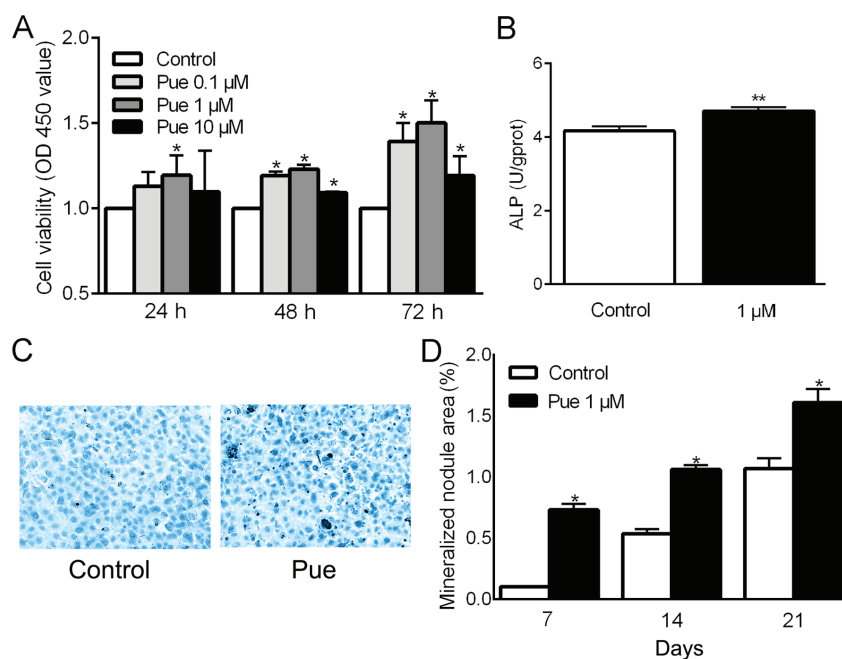 A
Cell viability (OD 450 value)
2.0
1.5
1.0
0.5
Control
Pue 0.1 µM
Pue 1 µM
Pue 10 µM
*
* *
*
* *
*
24 h 48 h 72 h
B
ALP (U/gprot)
6
4
2
0
**
Control 1 µM
C
Control Pue
D
Mineralized nodule area (%)
2.0
1.5
1.0
0.5
0.0
Control
Pue 1 µM
*
*
*
7 14 21
Days